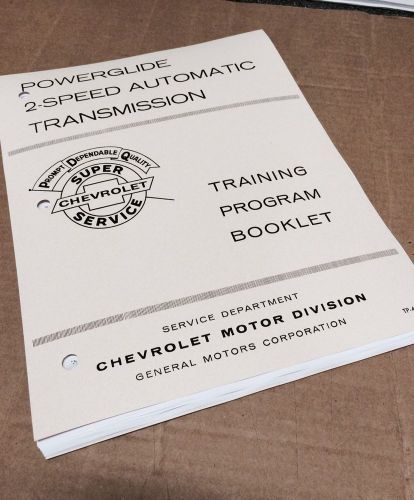 POWERGLIDE
2-SPEED AUTOMATIC
TRANSMISSION
PROMPT DEPENDABLE QUALITY
SUPER
CHEVROLET
SERVICE
TRAINING
PROGRAM
BOOKLET
SERVICE DEPARTMENT
CHEVROLET MOTOR DIVISION
GENERAL MOTORS CORPORATION